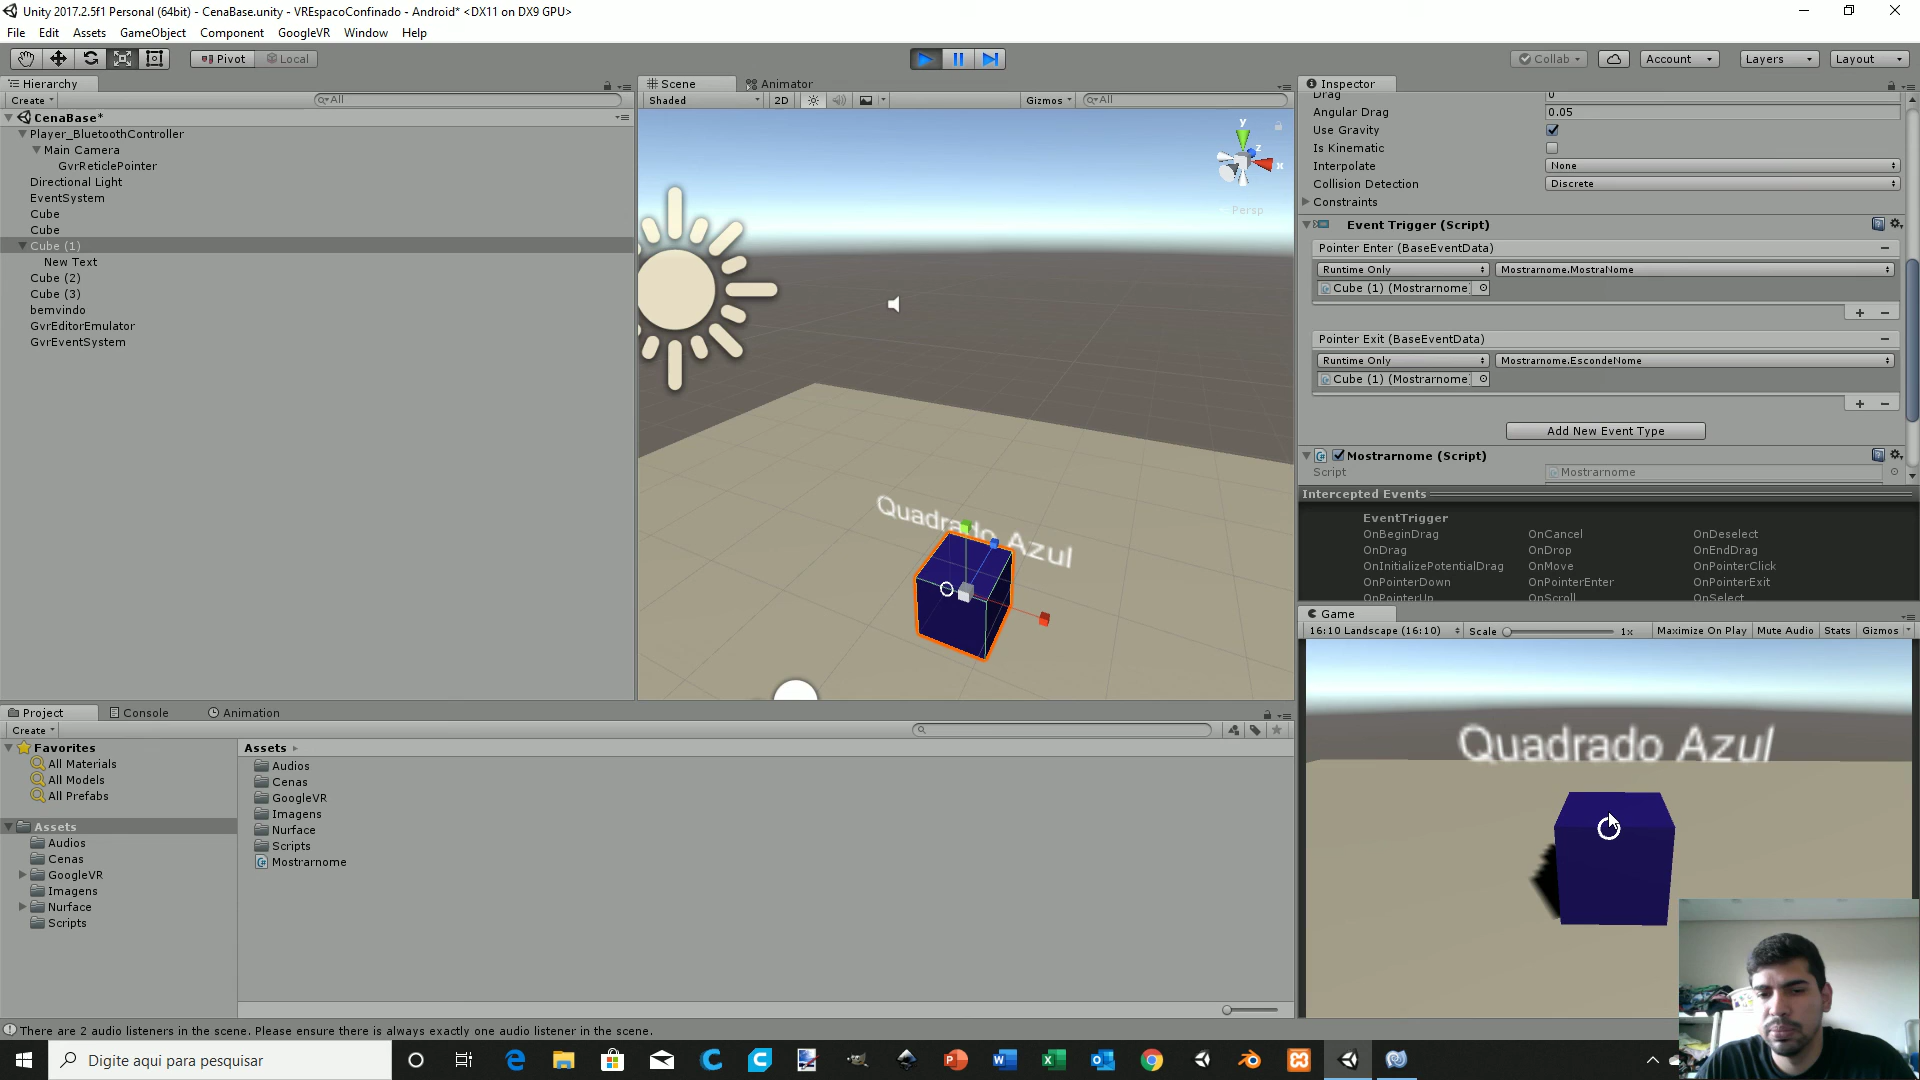 Unity 2017.2.5f1 Personal (64bit) - CenaBase.unity - VREspacoConfinado - Android* <DX11 on DX9 GPU>
File Edit Assets GameObject Component GoogleVR Window Help
Pivot Local Collab Account Layers Layout
Hierarchy
Create All
CenaBase*
Player_BluetoothController
Main Camera
GvrReticlePointer
Directional Light
EventSystem
Cube
Cube
Cube (1)
New Text
Cube (2)
Cube (3)
bemvindo
GvrEditorEmulator
GvrEventSystem
Scene Animator
Shaded 2D Gizmos All
y
z
x
Persp
Quadrado Azul
Inspector
Drag 0
Angular Drag 0.05
Use Gravity
Is Kinematic
Interpolate None
Collision Detection Discrete
Constraints
Event Trigger (Script)
Pointer Enter (BaseEventData)
Runtime Only Mostrarnome.MostraNome
Cube (1) (Mostrarnome)
Pointer Exit (BaseEventData)
Runtime Only Mostrarnome.EscondeNome
Cube (1) (Mostrarnome)
Add New Event Type
Mostrarnome (Script)
Script Mostrarnome
Intercepted Events
EventTrigger
OnBeginDrag OnCancel OnDeselect
OnDrag OnDrop OnEndDrag
OnInitializePotentialDrag OnMove OnPointerClick
OnPointerDown OnPointerEnter OnPointerExit
OnPointerUp OnScroll OnSelect
Game
16:10 Landscape (16:10) Scale 1x Maximize On Play Mute Audio Stats Gizmos
Quadrado Azul
Project Console Animation
Create
Favorites
All Materials
All Models
All Prefabs
Assets
Audios
Cenas
GoogleVR
Imagens
Nurface
Scripts
Assets
Audios
Cenas
GoogleVR
Imagens
Nurface
Scripts
Mostrarnome
There are 2 audio listeners in the scene. Please ensure there is always exactly one audio listener in the scene.
Digite aqui para pesquisar